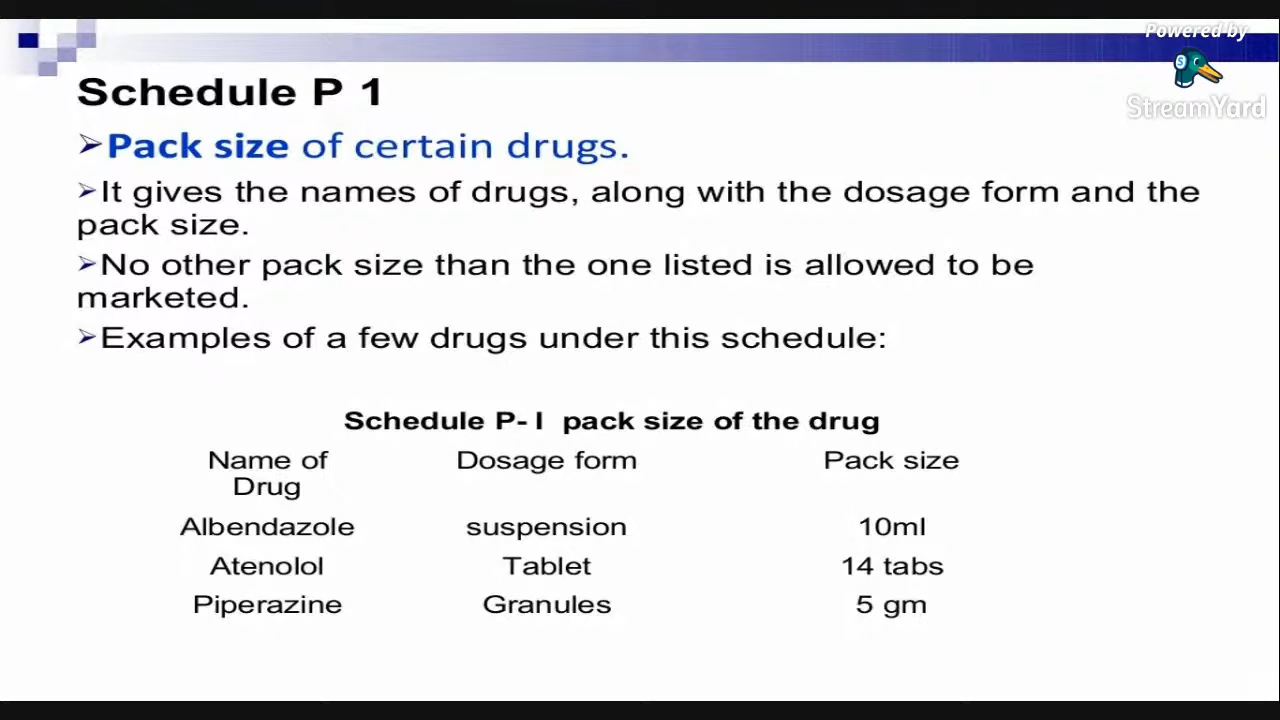 Powered by
StreamYard
Schedule P 1
➢Pack size of certain drugs.
➢It gives the names of drugs, along with the dosage form and the
pack size.
➢No other pack size than the one listed is allowed to be
marketed.
➢Examples of a few drugs under this schedule:
Schedule P- I pack size of the drug
Name of Drug Dosage form Pack size
Albendazole suspension 10ml
Atenolol Tablet 14 tabs
Piperazine Granules 5 gm